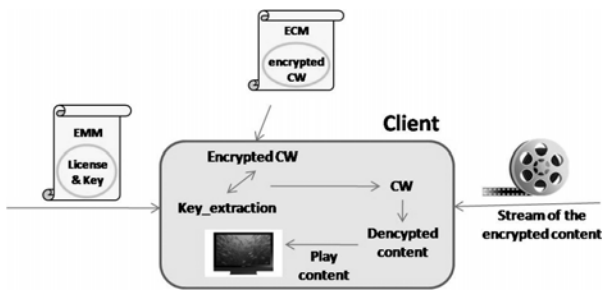 ECM
encrypted
CW
EMM
License
& Key
Client
Encrypted CW
CW
Key_extraction
Dencypted
content
Play
content
Stream of the
encrypted content